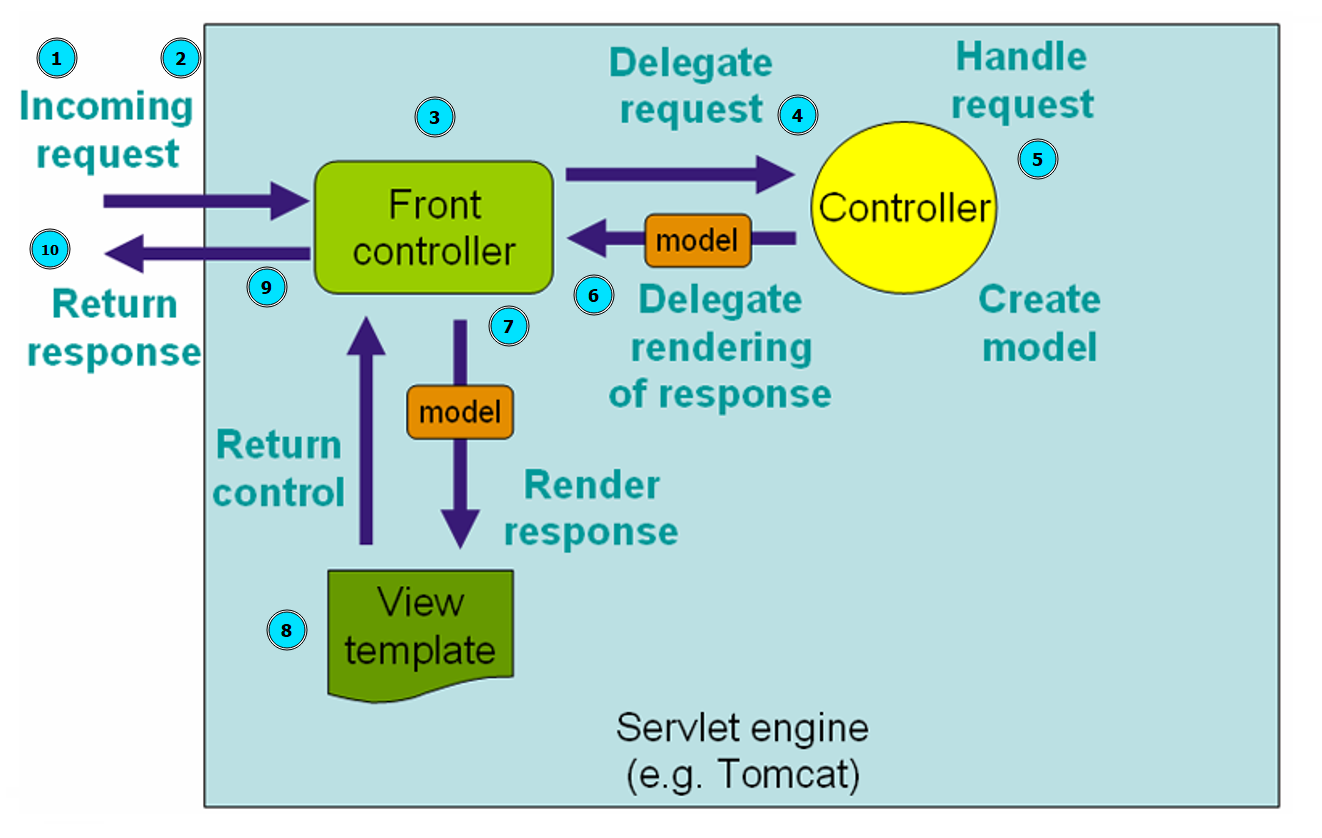 1
2
Incoming
request
3
Delegate
request
4
Handle
request
5
Front
controller
model
Controller
10
Return
response
9
7
6
Delegate
rendering
of response
Create
model
Return
control
model
Render
response
8
View
template
Servlet engine
(e.g. Tomcat)